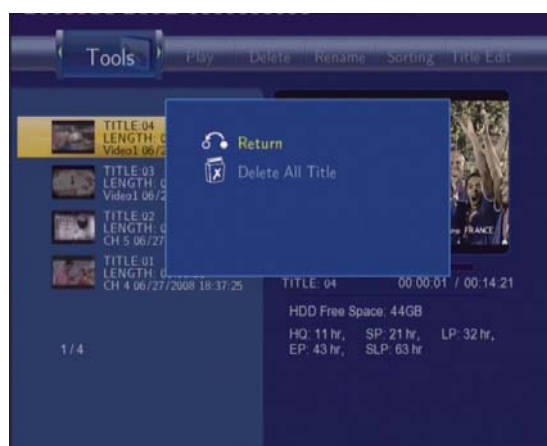 Tools Play Delete Rename Sorting Title Edit
TITLE:04
LENGTH: 0
Video1 06/2
TITLE:03
LENGTH: 0
Video1 06/2
TITLE:02
LENGTH: 0
CH 5 06/27
TITLE:01
LENGTH:
CH 4 06/27/2008 18:37:25
1 / 4
Return
Delete All Title
FRANCE
TITLE: 04 00:00:01 / 00:14:21
HDD Free Space: 44GB
HQ: 11 hr, SP: 21 hr, LP: 32 hr,
EP: 43 hr, SLP: 63 hr